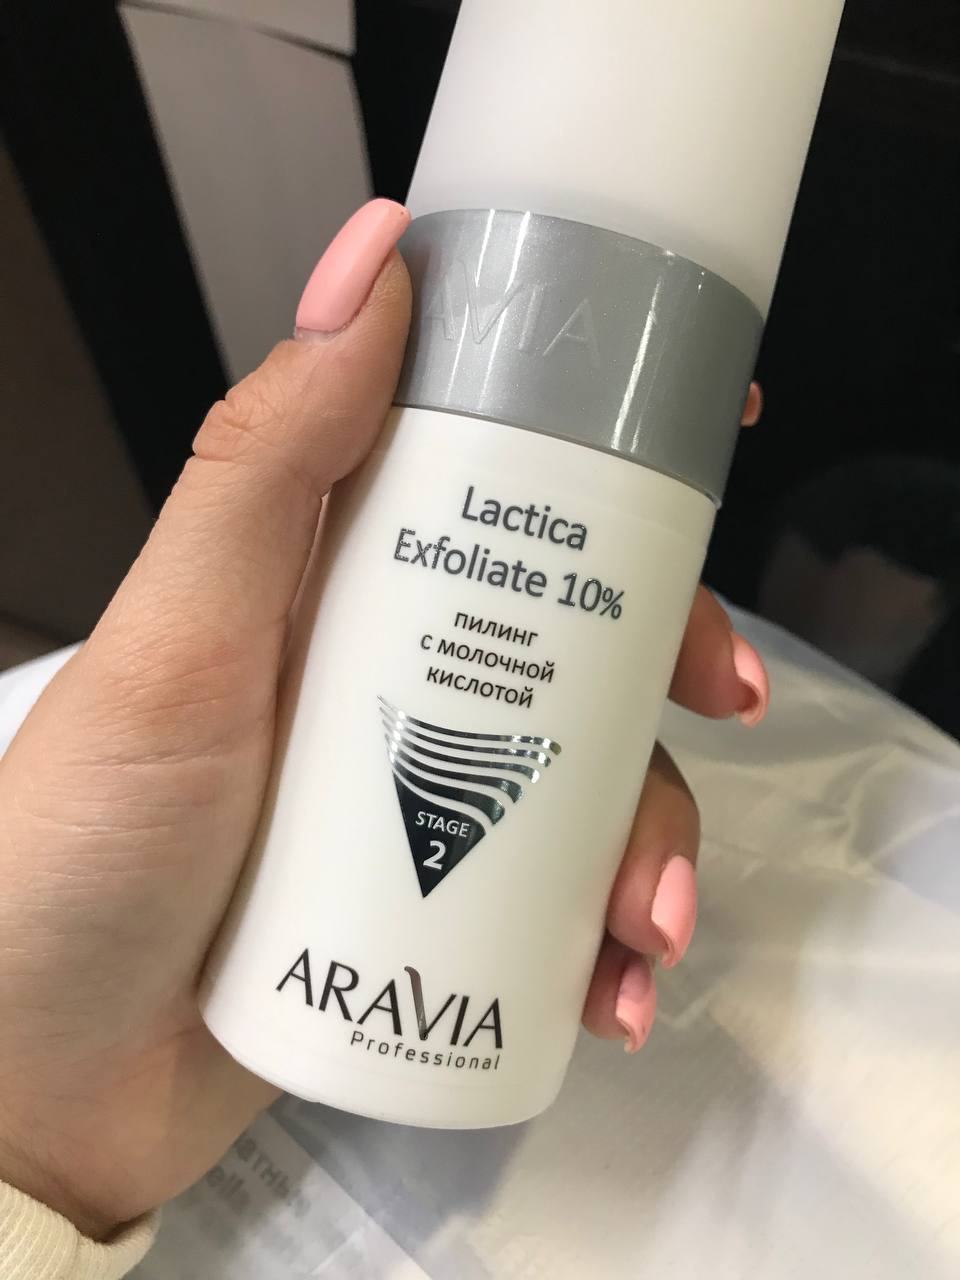 ARAVIA
Lactica
Exfoliate 10%
пилинг
с молочной
кислотой
STAGE
2
ARAVIA
Professional